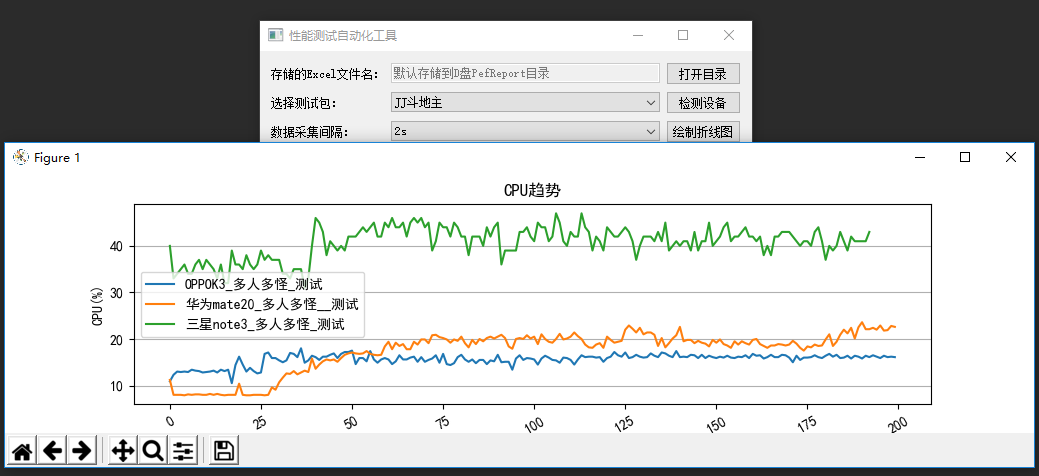 性能测试自动化工具
存储的Excel文件名: 默认存储到D盘PefReport目录 打开目录
选择测试包: JJ斗地主 检测设备
数据采集间隔: 2s 绘制折线图
Figure 1
CPU趋势
CPU(%)
40
30
20
10
OPPOK3_多人多怪_测试
华为mate20_多人多怪__测试
三星note3_多人多怪_测试
0 25 50 75 100 125 150 175 200